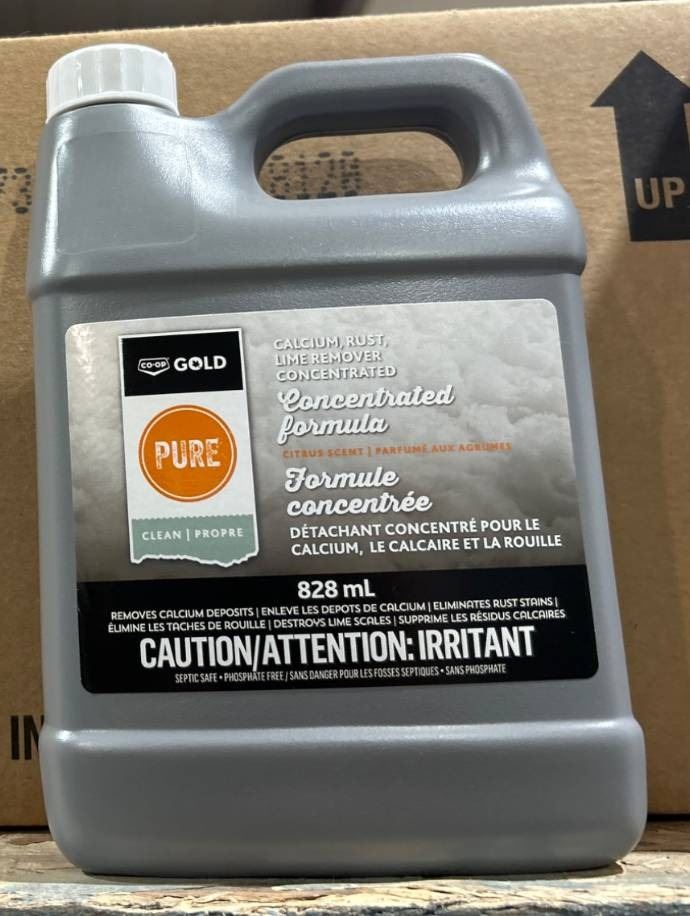 UP
CO-OP GOLD
PURE
CLEAN | PROPRE
CALCIUM, RUST,
LIME REMOVER
CONCENTRATED
Concentrated
formula
CITRUS SCENT | PARFUMÉ AUX AGRUMES
Formule
concentrée
DÉTACHANT CONCENTRÉ POUR LE
CALCIUM, LE CALCAIRE ET LA ROUILLE
828 mL
REMOVES CALCIUM DEPOSITS | ENLEVE LES DEPOTS DE CALCIUM | ELIMINATES RUST STAINS |
ÉLIMINE LES TACHES DE ROUILLE | DESTROYS LIME SCALES | SUPPRIME LES RÉSIDUS CALCAIRES
CAUTION/ATTENTION: IRRITANT
SEPTIC SAFE • PHOSPHATE FREE / SANS DANGER POUR LES FOSSES SEPTIQUES • SANS PHOSPHATE
IN